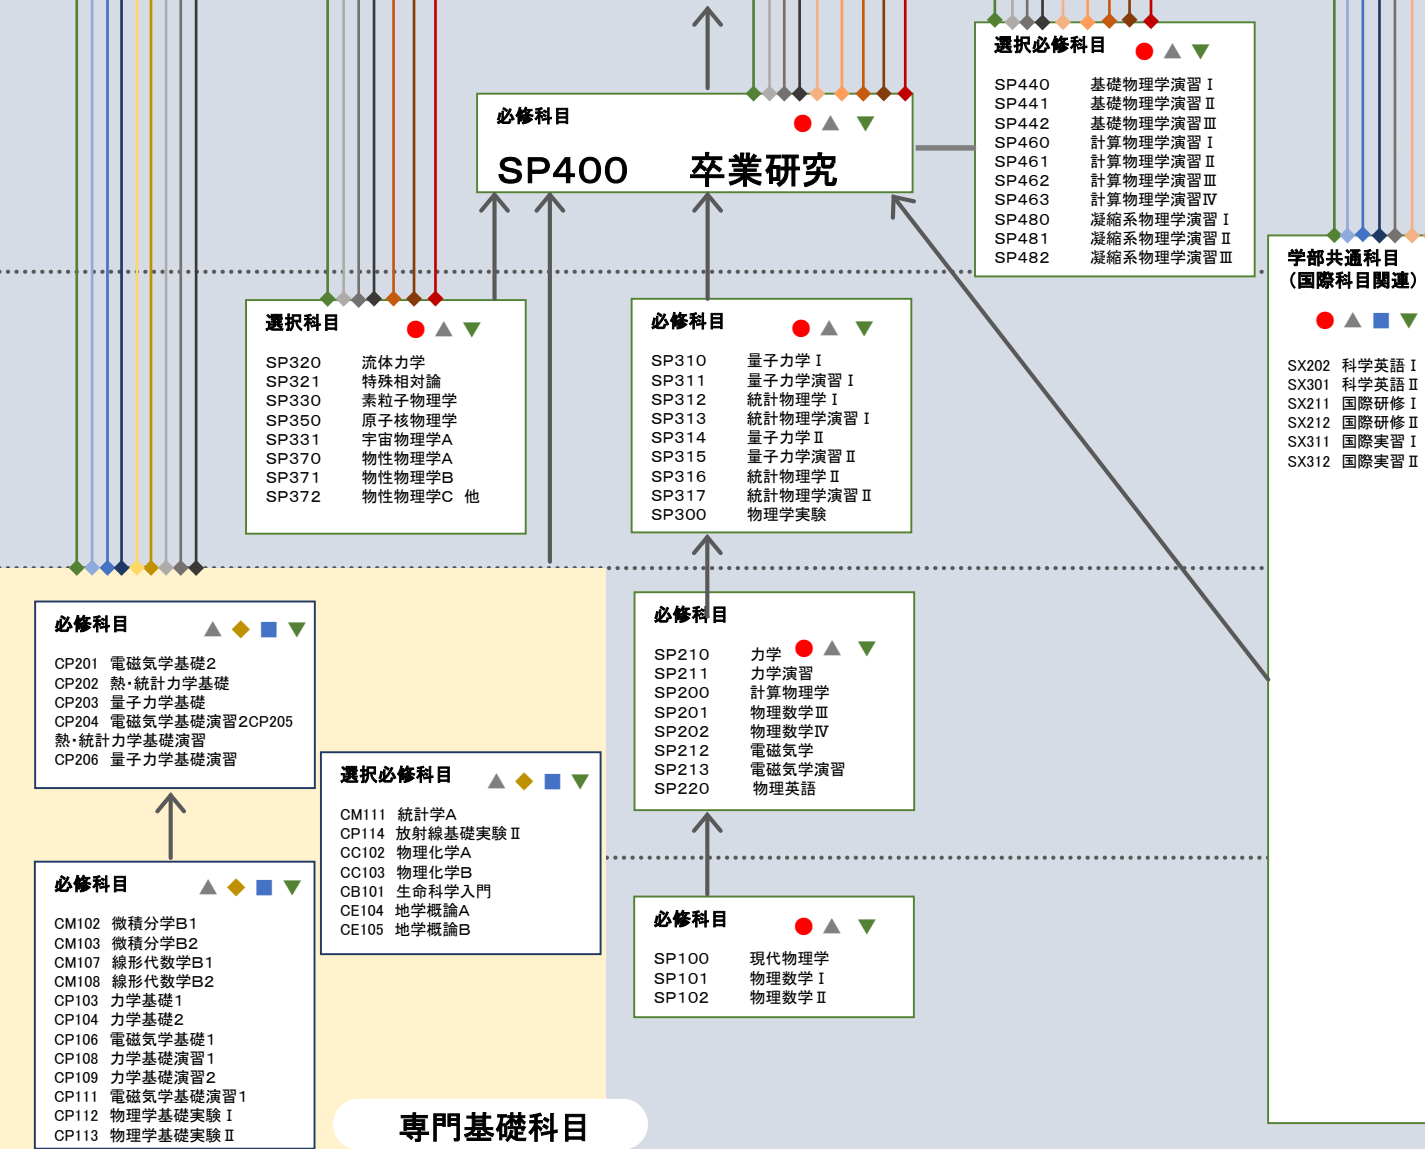 必修科目
SP400 卒業研究
選択必修科目
SP440 基礎物理学演習Ⅰ
SP441 基礎物理学演習Ⅱ
SP442 基礎物理学演習Ⅲ
SP460 計算物理学演習Ⅰ
SP461 計算物理学演習Ⅱ
SP462 計算物理学演習Ⅲ
SP463 計算物理学演習Ⅳ
SP480 凝縮系物理学演習Ⅰ
SP481 凝縮系物理学演習Ⅱ
SP482 凝縮系物理学演習Ⅲ
学部共通科目
（国際科目関連）
SX202 科学英語Ⅰ
SX301 科学英語Ⅱ
SX211 国際研修Ⅰ
SX212 国際研修Ⅱ
SX311 国際実習Ⅰ
SX312 国際実習Ⅱ
選択科目
SP320 流体力学
SP321 特殊相対論
SP330 素粒子物理学
SP350 原子核物理学
SP331 宇宙物理学A
SP370 物性物理学A
SP371 物性物理学B
SP372 物性物理学C 他
必修科目
SP310 量子力学Ⅰ
SP311 量子力学演習Ⅰ
SP312 統計物理学Ⅰ
SP313 統計物理学演習Ⅰ
SP314 量子力学Ⅱ
SP315 量子力学演習Ⅱ
SP316 統計物理学Ⅱ
SP317 統計物理学演習Ⅱ
SP300 物理学実験
必修科目
CP201 電磁気学基礎2
CP202 熱・統計力学基礎
CP203 量子力学基礎
CP204 電磁気学基礎演習2CP205
熱・統計力学基礎演習
CP206 量子力学基礎演習
選択必修科目
CM111 統計学A
CP114 放射線基礎実験Ⅱ
CC102 物理化学A
CC103 物理化学B
CB101 生命科学入門
CE104 地学概論A
CE105 地学概論B
必修科目
SP210 力学
SP211 力学演習
SP200 計算物理学
SP201 物理数学Ⅲ
SP202 物理数学Ⅳ
SP212 電磁気学
SP213 電磁気学演習
SP220 物理英語
必修科目
CM102 微積分学B1
CM103 微積分学B2
CM107 線形代数学B1
CM108 線形代数学B2
CP103 力学基礎1
CP104 力学基礎2
CP106 電磁気学基礎1
CP108 力学基礎演習1
CP109 力学基礎演習2
CP111 電磁気学基礎演習1
CP112 物理学基礎実験Ⅰ
CP113 物理学基礎実験Ⅱ
必修科目
SP100 現代物理学
SP101 物理数学Ⅰ
SP102 物理数学Ⅱ
専門基礎科目